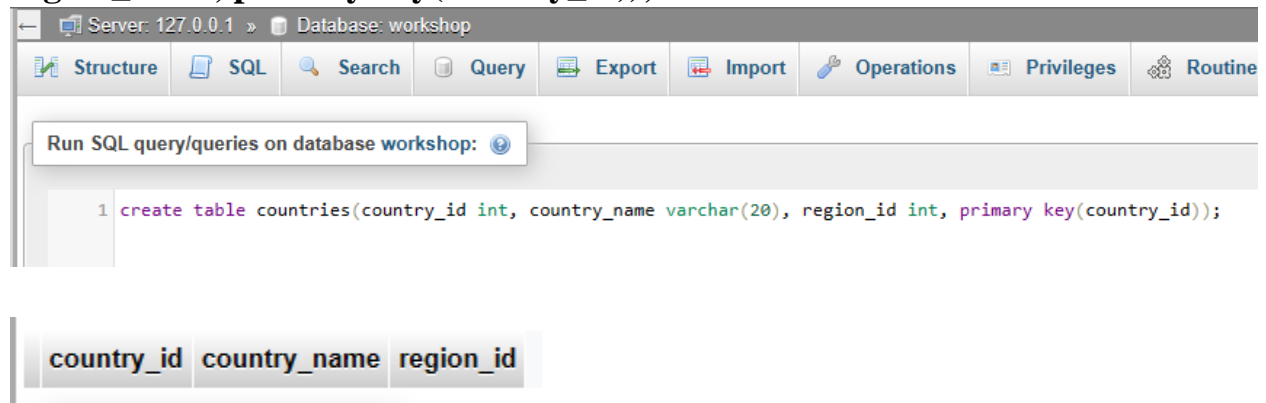 Server: 127.0.0.1 » Database: workshop
Structure SQL Search Query Export Import Operations Privileges Routine
Run SQL query/queries on database workshop:
1 create table countries(country_id int, country_name varchar(20), region_id int, primary key(country_id));
country_id country_name region_id